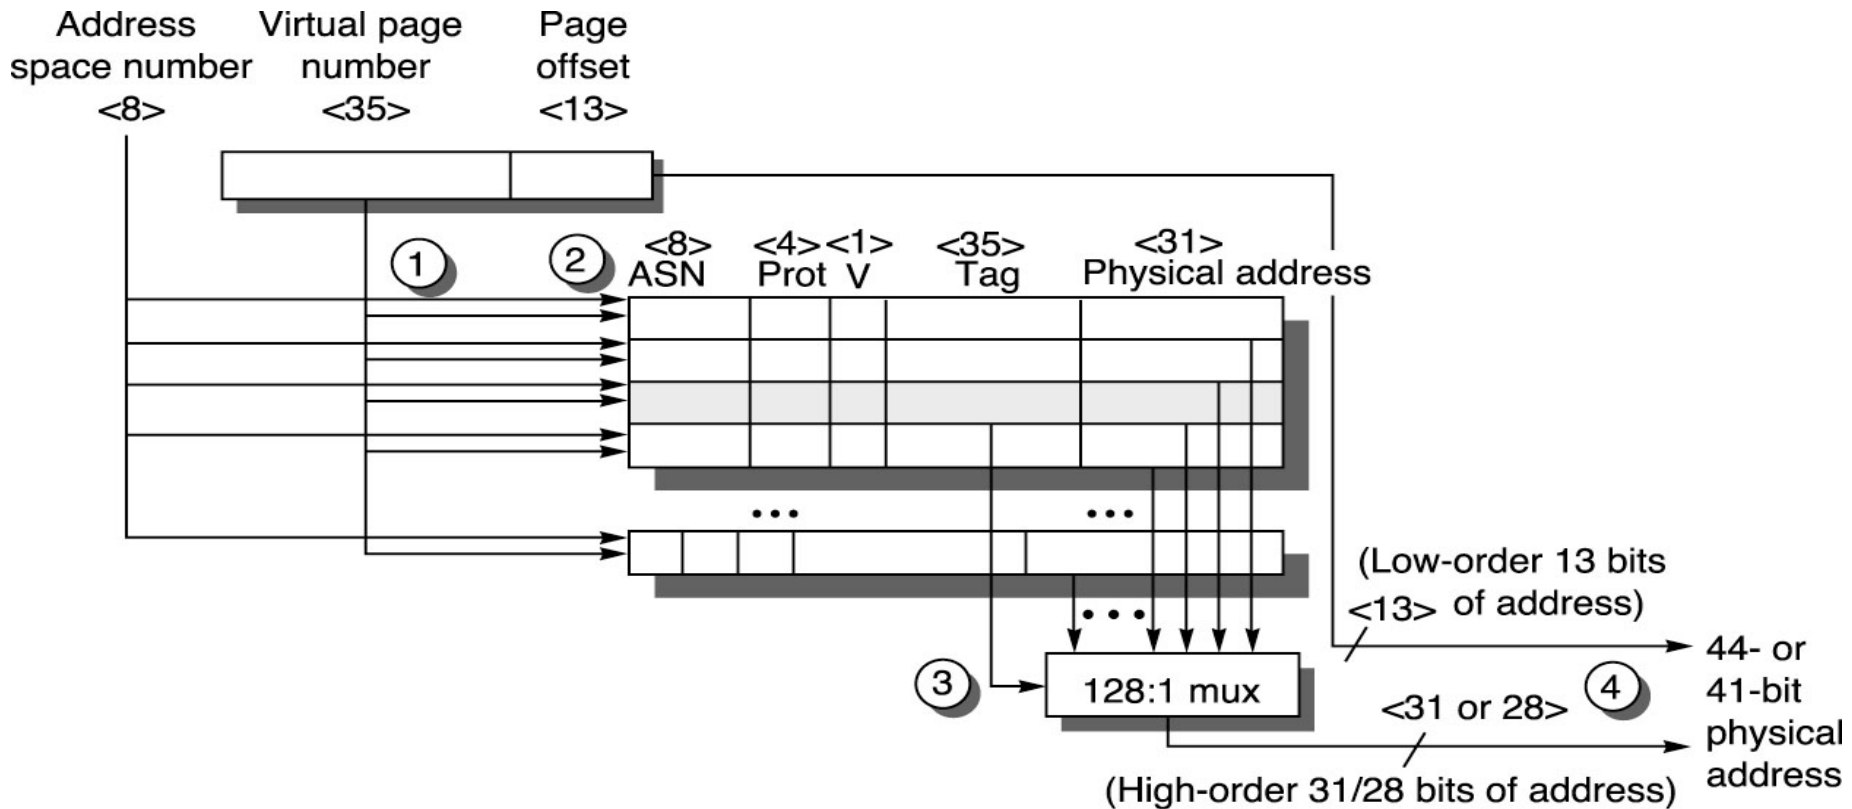 Address
space number
<8>
Virtual page
number
<35>
Page
offset
<13>
1
2
<8>
ASN
<4>
Prot
<1>
V
<35>
Tag
<31>
Physical address
•••
•••
(Low-order 13 bits
of address)
<13>
•••
3
128:1 mux
4
44- or
41-bit
physical
address
<31 or 28>
(High-order 31/28 bits of address)